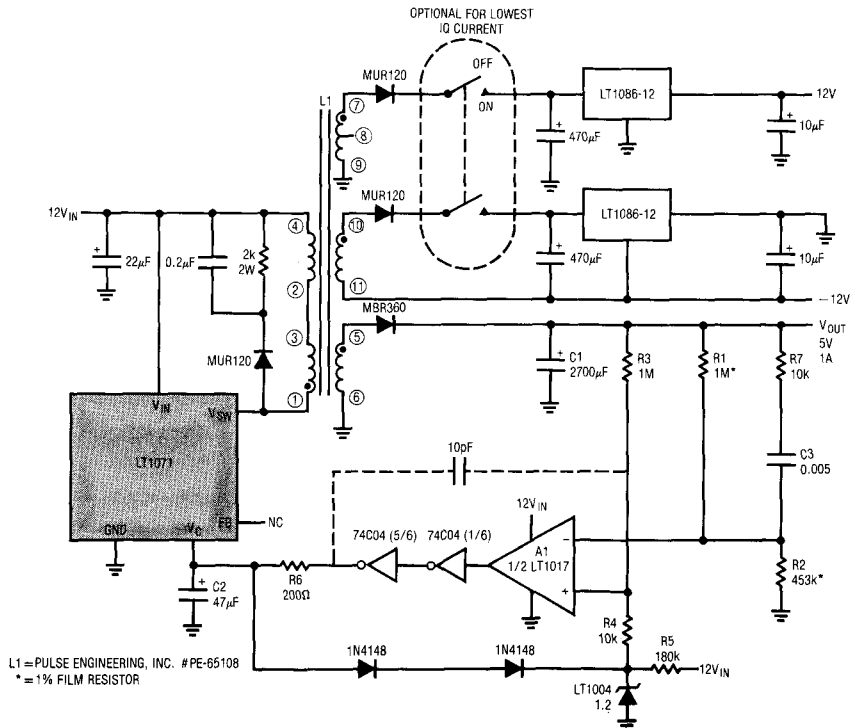 OPTIONAL FOR LOWEST
IQ CURRENT
OFF
ON
MUR120
L1
7
8
9
LT1086-12
12V
+
470µF
+
10µF
12VIN
+
22µF
0.2µF
2k
2W
4
2
3
1
MUR120
10
11
LT1086-12
+
470µF
+
10µF
–12V
MUR120
MBR360
5
6
+
C1
2700µF
R3
1M
R1
1M*
VOUT
5V
1A
R7
10k
C3
0.005
R2
453k*
VIN
VSW
LT1071
GND
VC
FB
NC
10pF
12VIN
74C04 (5/6)
74C04 (1/6)
A1
1/2 LT1017
–
+
R6
200Ω
+
C2
47µF
R4
10k
R5
180k
12VIN
1N4148
1N4148
LT1004
1.2
L1 = PULSE ENGINEERING, INC. #PE-65108
* = 1% FILM RESISTOR